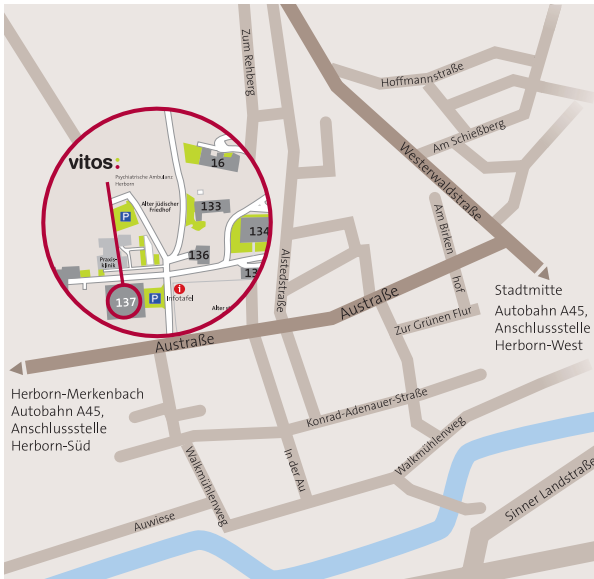 Zum Rehberg
Hoffmannstraße
Am Schießberg
Westerwaldstraße
vitos:
Psychiatrische Ambulanz
Herborn
16
Alter jüdischer
Friedhof
P
133
134
Praxis-
klinik
136
13
137
P
i
Infotafel
Alter j
Alstedstraße
Am Birken
hof
Zur Grünen Flur
Austraße
Austraße
Stadtmitte
Autobahn A45,
Anschlussstelle
Herborn-West
Herborn-Merkenbach
Autobahn A45,
Anschlussstelle
Herborn-Süd
Konrad-Adenauer-Straße
Walkmühlenweg
In der Au
Walkmühlenweg
Auwiese
Sinner Landstraße